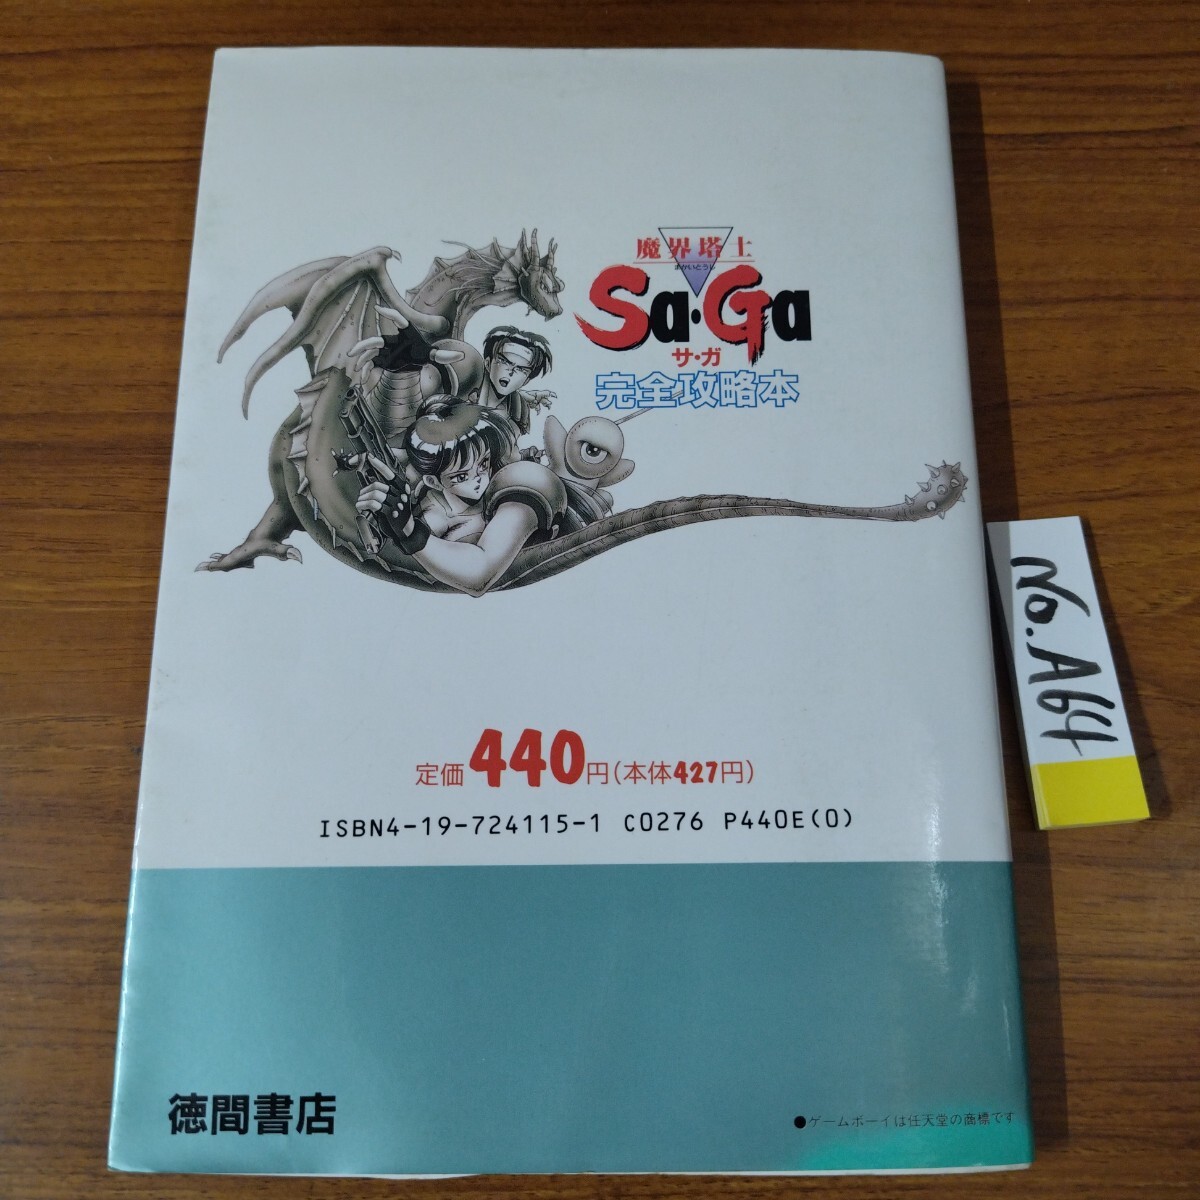 魔界塔士
まかいとうし
Sa・Ga
サ・ガ
完全攻略本
定価440円(本体427円)
ISBN4-19-724115-1 C0276 P440E(0)
徳間書店
●ゲームボーイは任天堂の商標です
No.A64